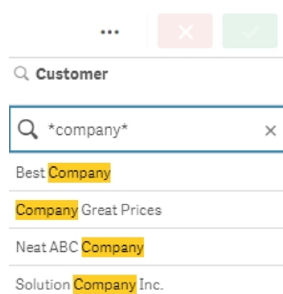 ...
Customer
*company*
Best Company
Company Great Prices
Neat ABC Company
Solution Company Inc.